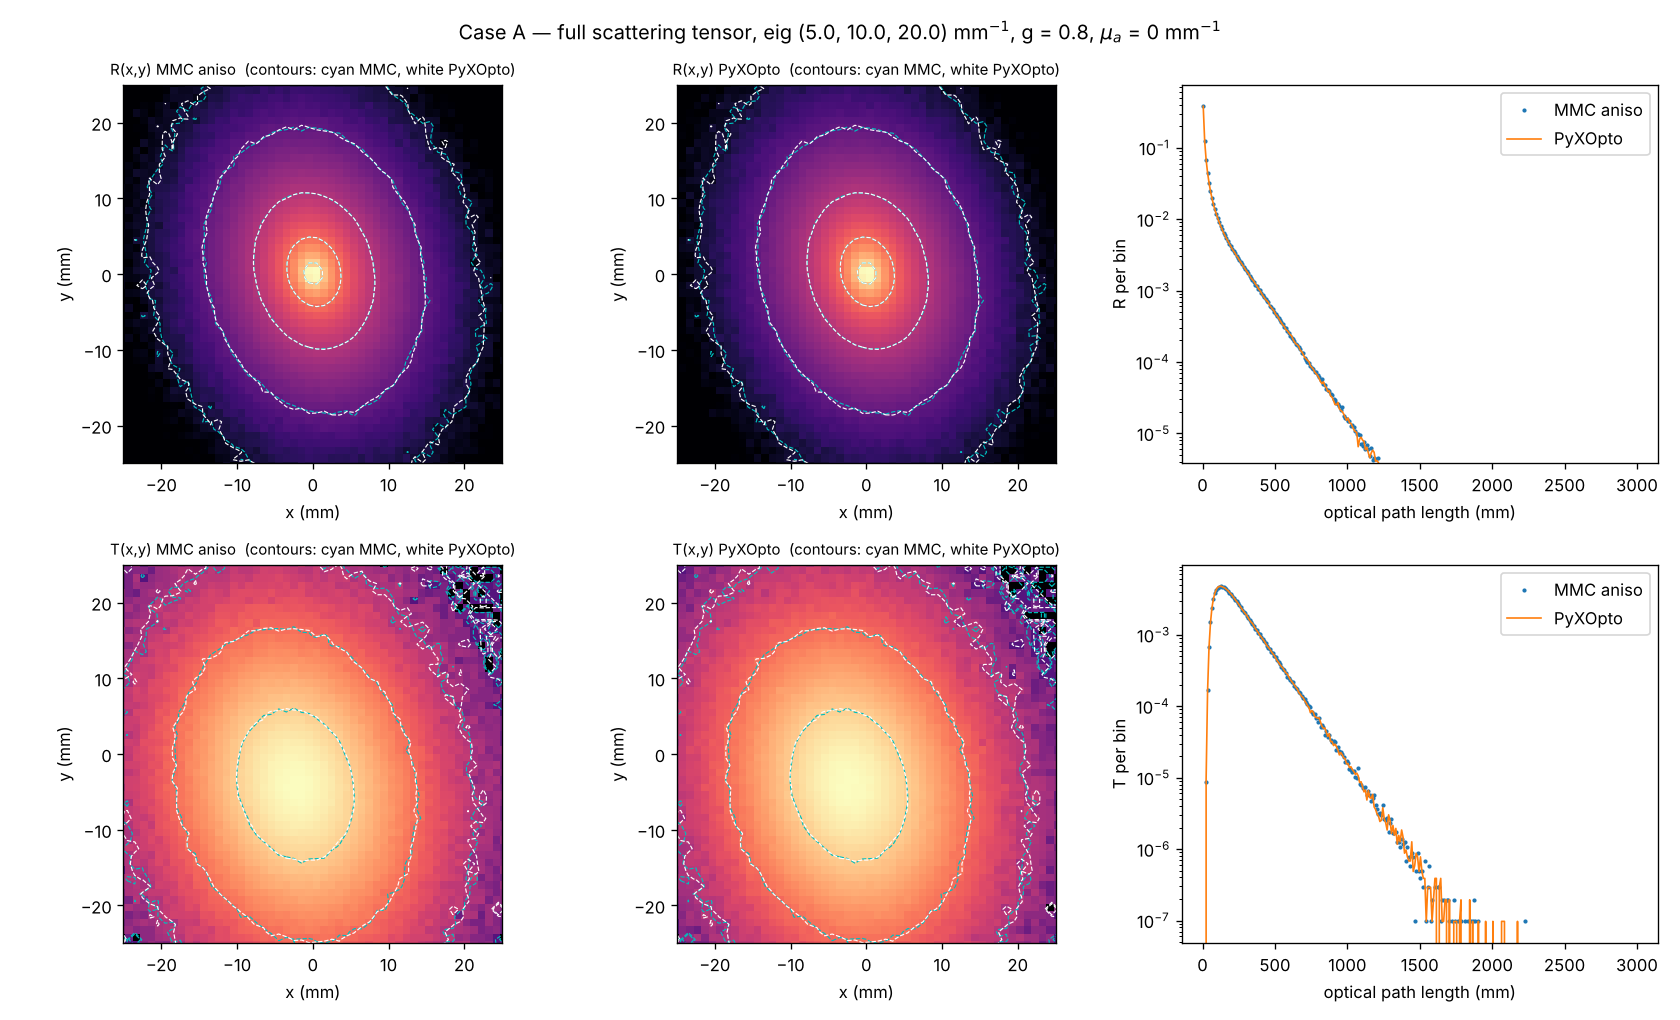 Case A — full scattering tensor, eig (5.0, 10.0, 20.0) mm⁻¹, g = 0.8, μₐ = 0 mm⁻¹
R(x,y) MMC aniso (contours: cyan MMC, white PyXOpto)
20
10
0
−10
−20
y (mm)
−20 −10 0 10 20
x (mm)
R(x,y) PyXOpto (contours: cyan MMC, white PyXOpto)
20
10
0
−10
−20
y (mm)
−20 −10 0 10 20
x (mm)
MMC aniso
PyXOpto
10⁻¹
10⁻²
10⁻³
10⁻⁴
10⁻⁵
R per bin
0 500 1000 1500 2000 2500 3000
optical path length (mm)
T(x,y) MMC aniso (contours: cyan MMC, white PyXOpto)
20
10
0
−10
−20
y (mm)
−20 −10 0 10 20
x (mm)
T(x,y) PyXOpto (contours: cyan MMC, white PyXOpto)
20
10
0
−10
−20
y (mm)
−20 −10 0 10 20
x (mm)
MMC aniso
PyXOpto
10⁻³
10⁻⁴
10⁻⁵
10⁻⁶
10⁻⁷
T per bin
0 500 1000 1500 2000 2500 3000
optical path length (mm)